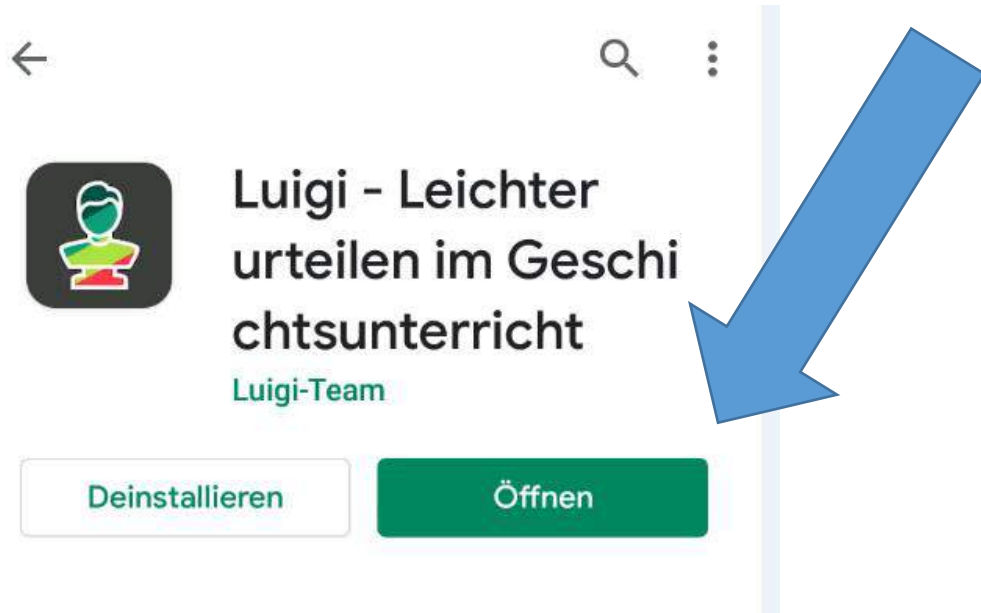 Luigi - Leichter
urteilen im Geschi
chtsunterricht
Luigi-Team
Deinstallieren
Öffnen